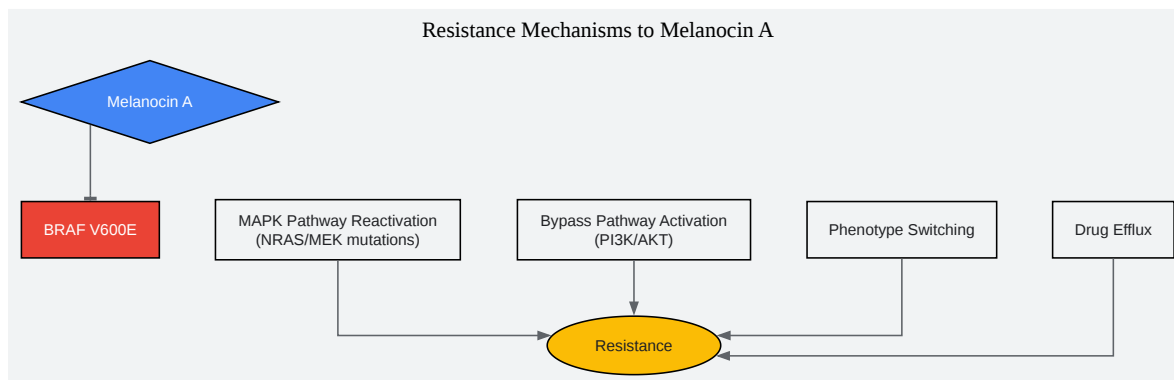 Resistance Mechanisms to Melanocin A
Melanocin A
BRAF V600E
MAPK Pathway Reactivation
(NRAS/MEK mutations)
Bypass Pathway Activation
(PI3K/AKT)
Phenotype Switching
Drug Efflux
Resistance